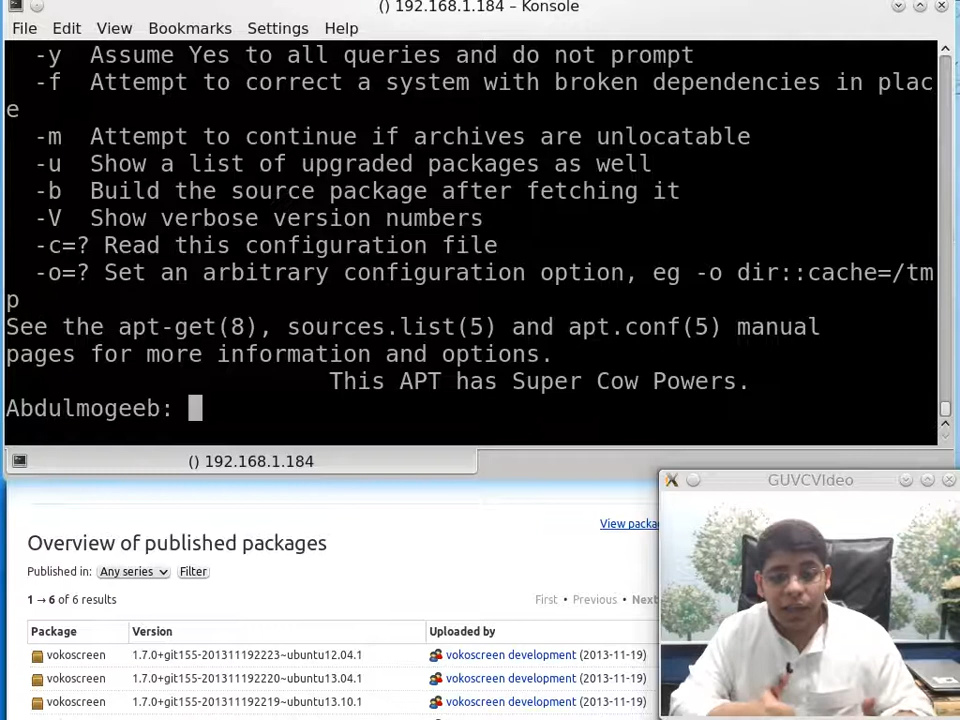 () 192.168.1.184 – Konsole
File Edit View Bookmarks Settings Help
-y Assume Yes to all queries and do not prompt
-f Attempt to correct a system with broken dependencies in plac
e
-m Attempt to continue if archives are unlocatable
-u Show a list of upgraded packages as well
-b Build the source package after fetching it
-V Show verbose version numbers
-c=? Read this configuration file
-o=? Set an arbitrary configuration option, eg -o dir::cache=/tm
p
See the apt-get(8), sources.list(5) and apt.conf(5) manual
pages for more information and options.
This APT has Super Cow Powers.
Abdulmogeeb:
() 192.168.1.184
GUVCVideo
View packa
Overview of published packages
Published in: Any series Filter
1 → 6 of 6 results First • Previous • Next
Package Version Uploaded by
vokoscreen 1.7.0+git155-201311192223~ubuntu12.04.1 vokoscreen development (2013-11-19)
vokoscreen 1.7.0+git155-201311192220~ubuntu13.04.1 vokoscreen development (2013-11-19)
vokoscreen 1.7.0+git155-201311192219~ubuntu13.10.1 vokoscreen development (2013-11-19)